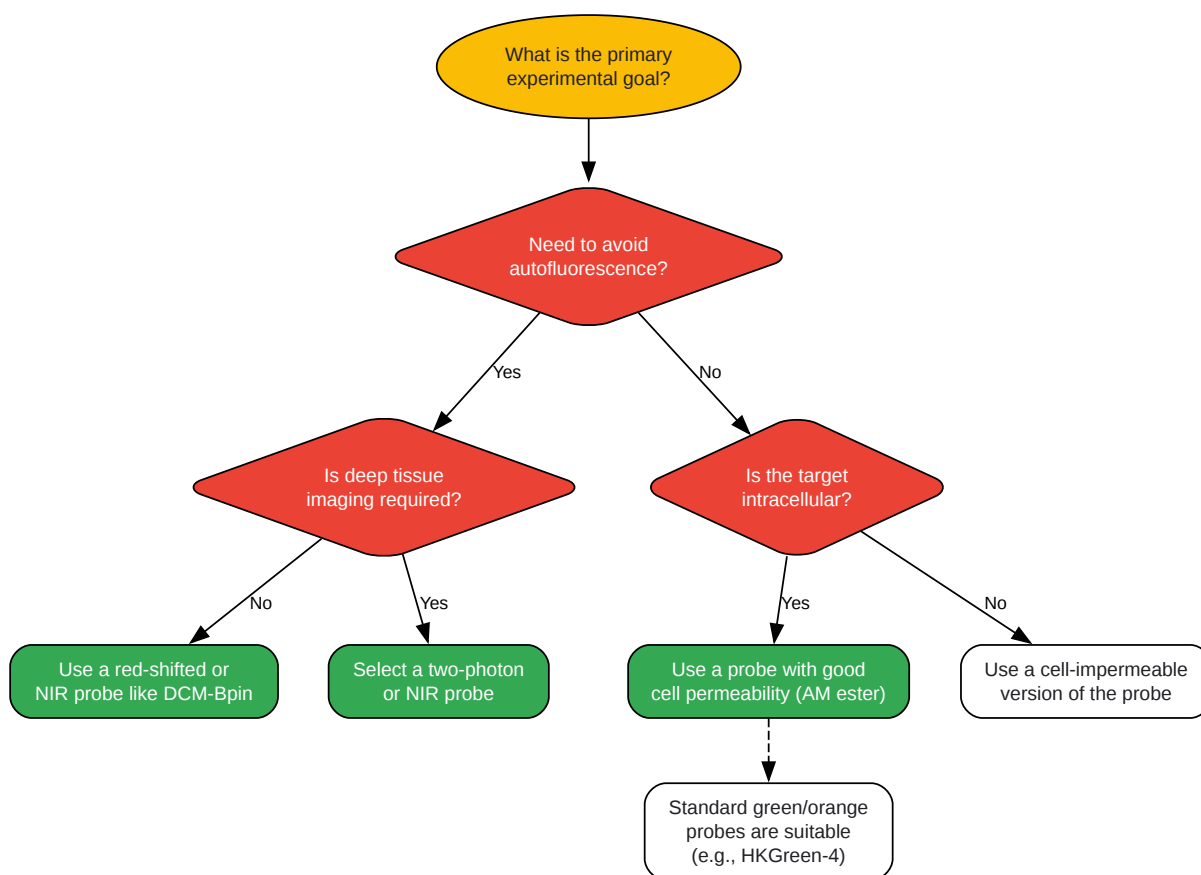 What is the primary
experimental goal?
Need to avoid
autofluorescence?
Yes
No
Is deep tissue
imaging required?
Is the target
intracellular?
No
Yes
Yes
No
Use a red-shifted or
NIR probe like DCM-Bpin
Select a two-photon
or NIR probe
Use a probe with good
cell permeability (AM ester)
Use a cell-impermeable
version of the probe
Standard green/orange
probes are suitable
(e.g., HKGreen-4)